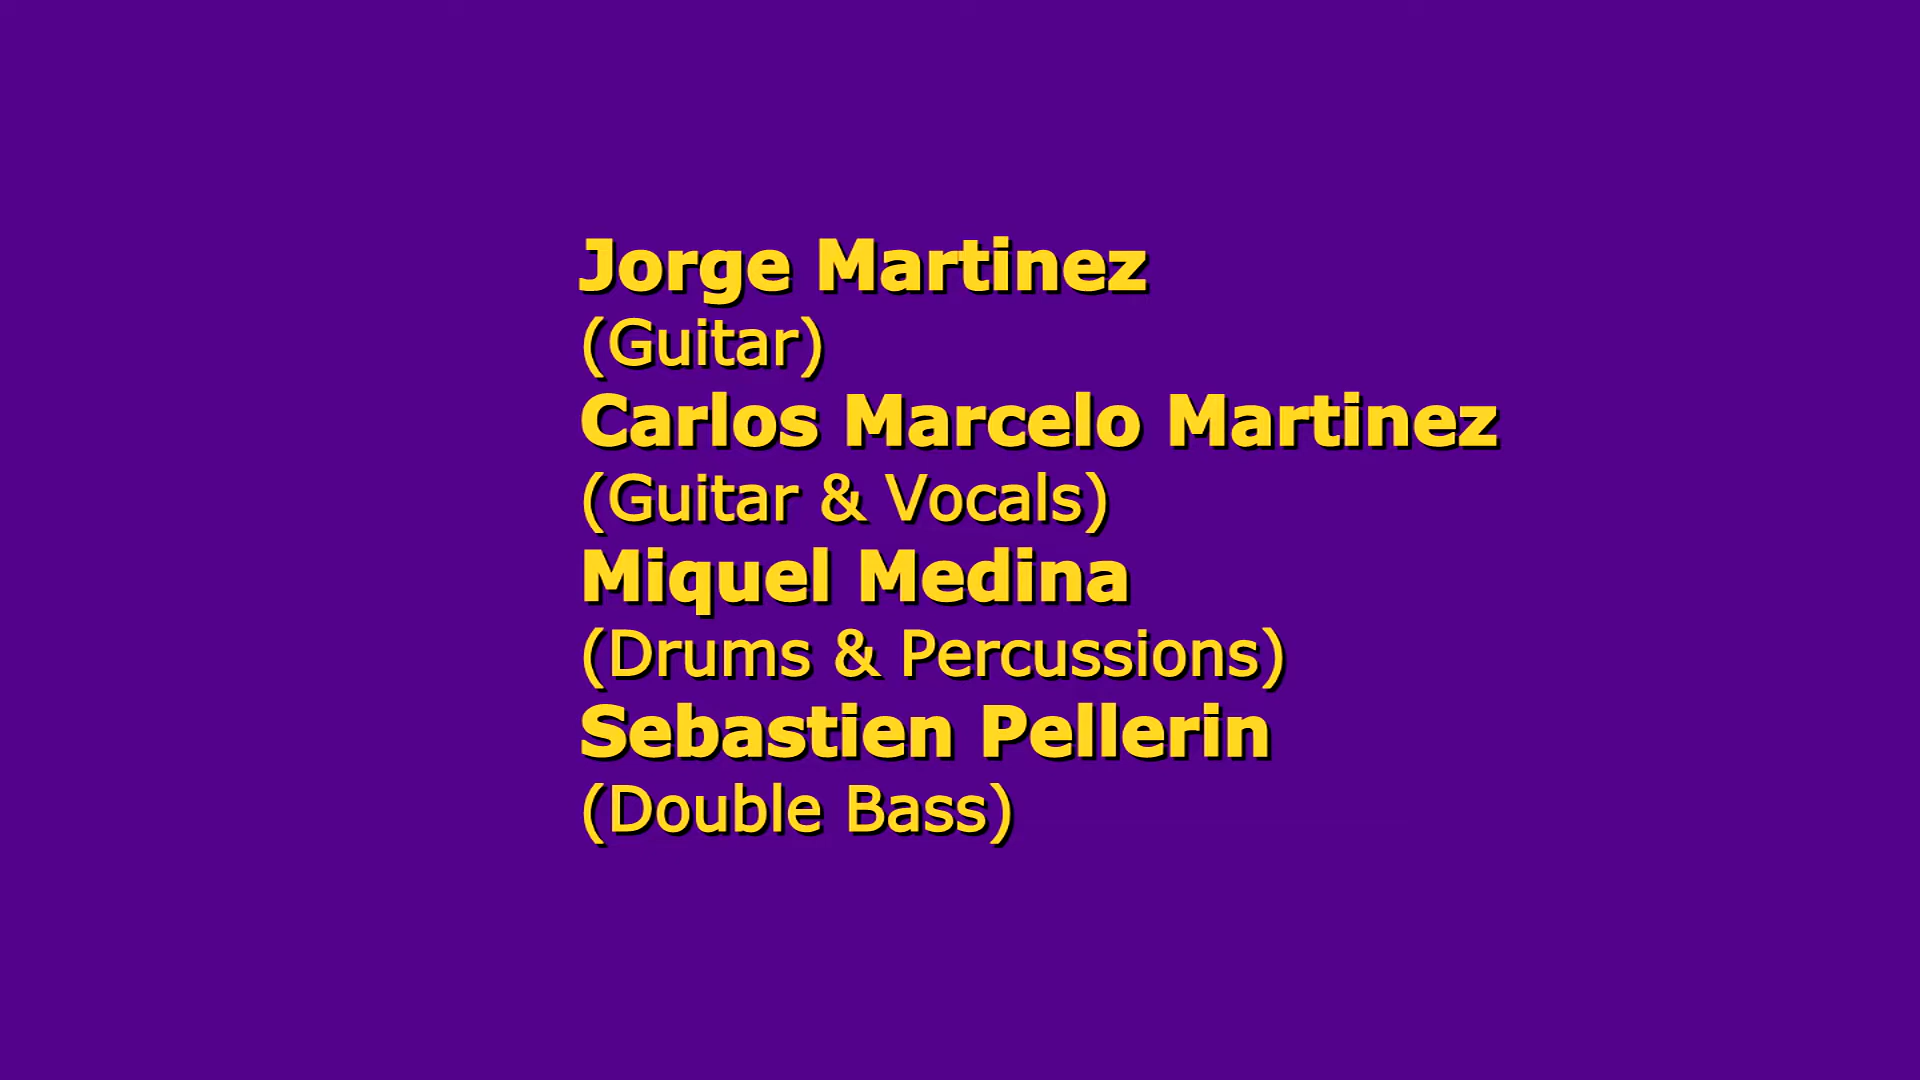 Jorge Martinez
(Guitar)
Carlos Marcelo Martinez
(Guitar & Vocals)
Miquel Medina
(Drums & Percussions)
Sebastien Pellerin
(Double Bass)